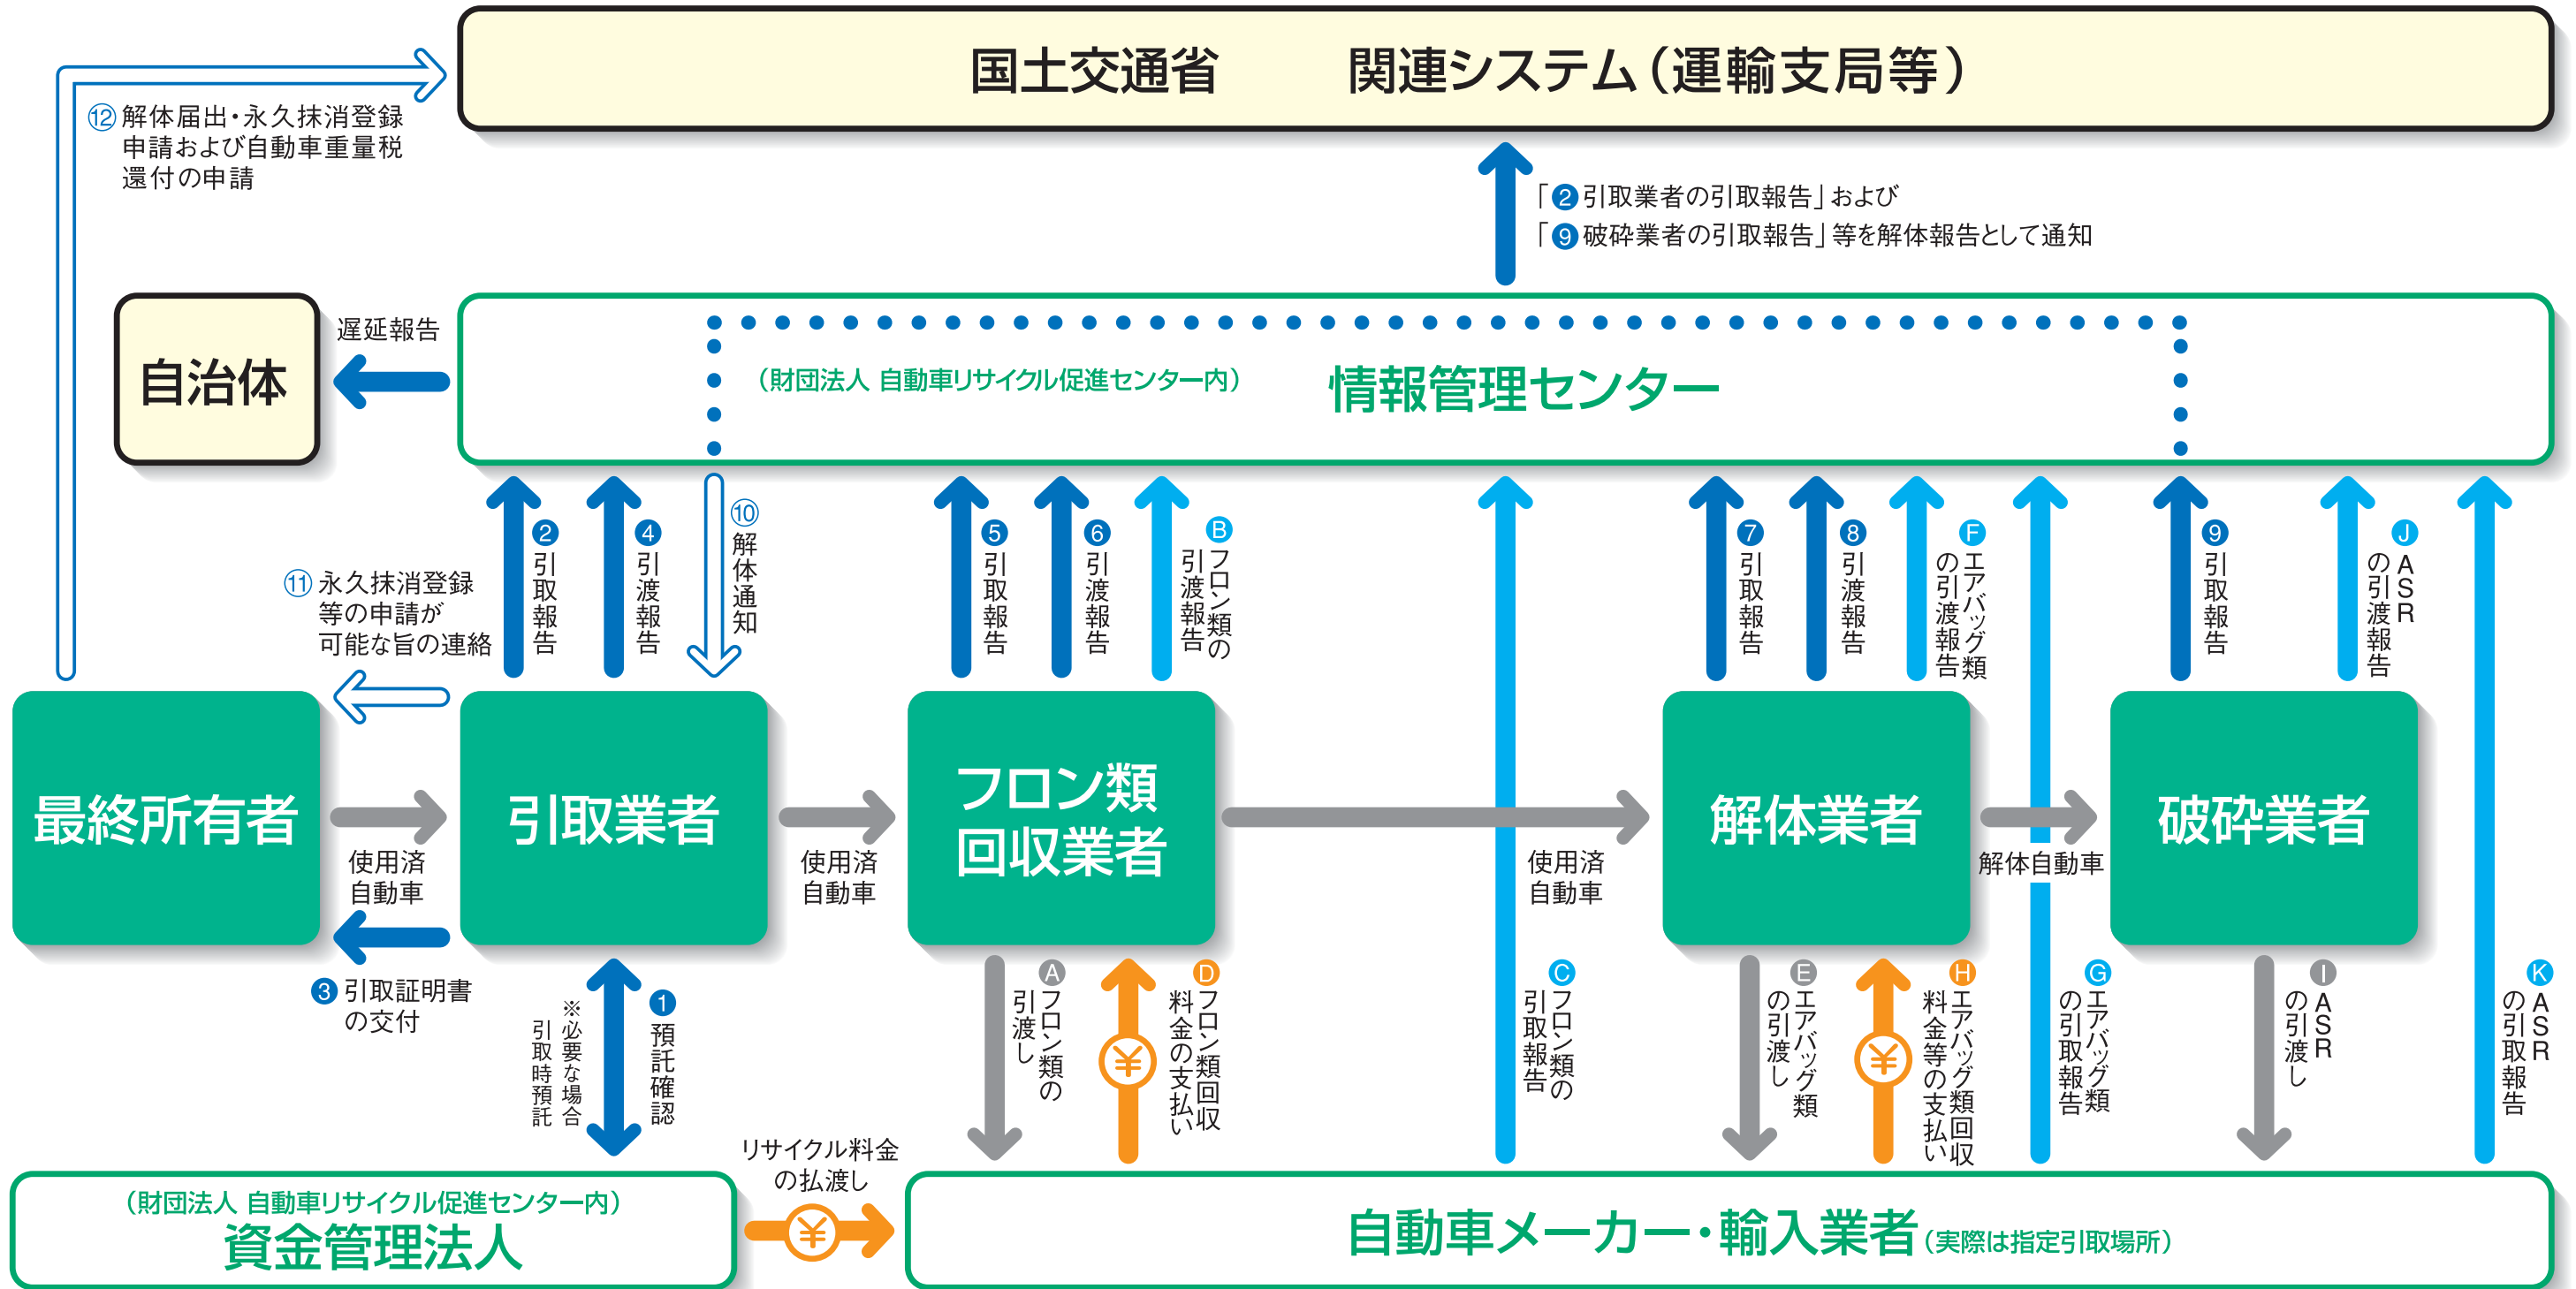 国土交通省 関連システム（運輸支局等）
⑫解体届出・永久抹消登録
申請および自動車重量税
還付の申請
「❷引取業者の引取報告」および
「❾破砕業者の引取報告」等を解体報告として通知
自治体
遅延報告
（財団法人 自動車リサイクル促進センター内） 情報管理センター
⑪永久抹消登録
等の申請が
可能な旨の連絡
❷引取報告
❹引渡報告
⑩解体通知
❺引取報告
❻引渡報告
Ⓑフロン類の
引渡報告
❼引取報告
❽引渡報告
Ⓕエアバッグ類
の引渡報告
❾引取報告
ⒿASR
の引渡報告
最終所有者
使用済
自動車
引取業者
使用済
自動車
フロン類
回収業者
使用済
自動車
解体業者
解体自動車
破砕業者
❸引取証明書
の交付
❶預託確認
※必要な場合
引取時預託
Ⓐフロン類の
引渡し
Ⓓフロン類回収
料金の支払い
¥
Ⓒフロン類の
引取報告
Ⓔエアバッグ類
の引渡し
Ⓗエアバッグ類回収
料金等の支払い
¥
Ⓖエアバッグ類
の引取報告
ⒾASR
の引渡し
ⓀASR
の引取報告
（財団法人 自動車リサイクル促進センター内）
資金管理法人
リサイクル料金
の払渡し
¥
自動車メーカー・輸入業者（実際は指定引取場所）